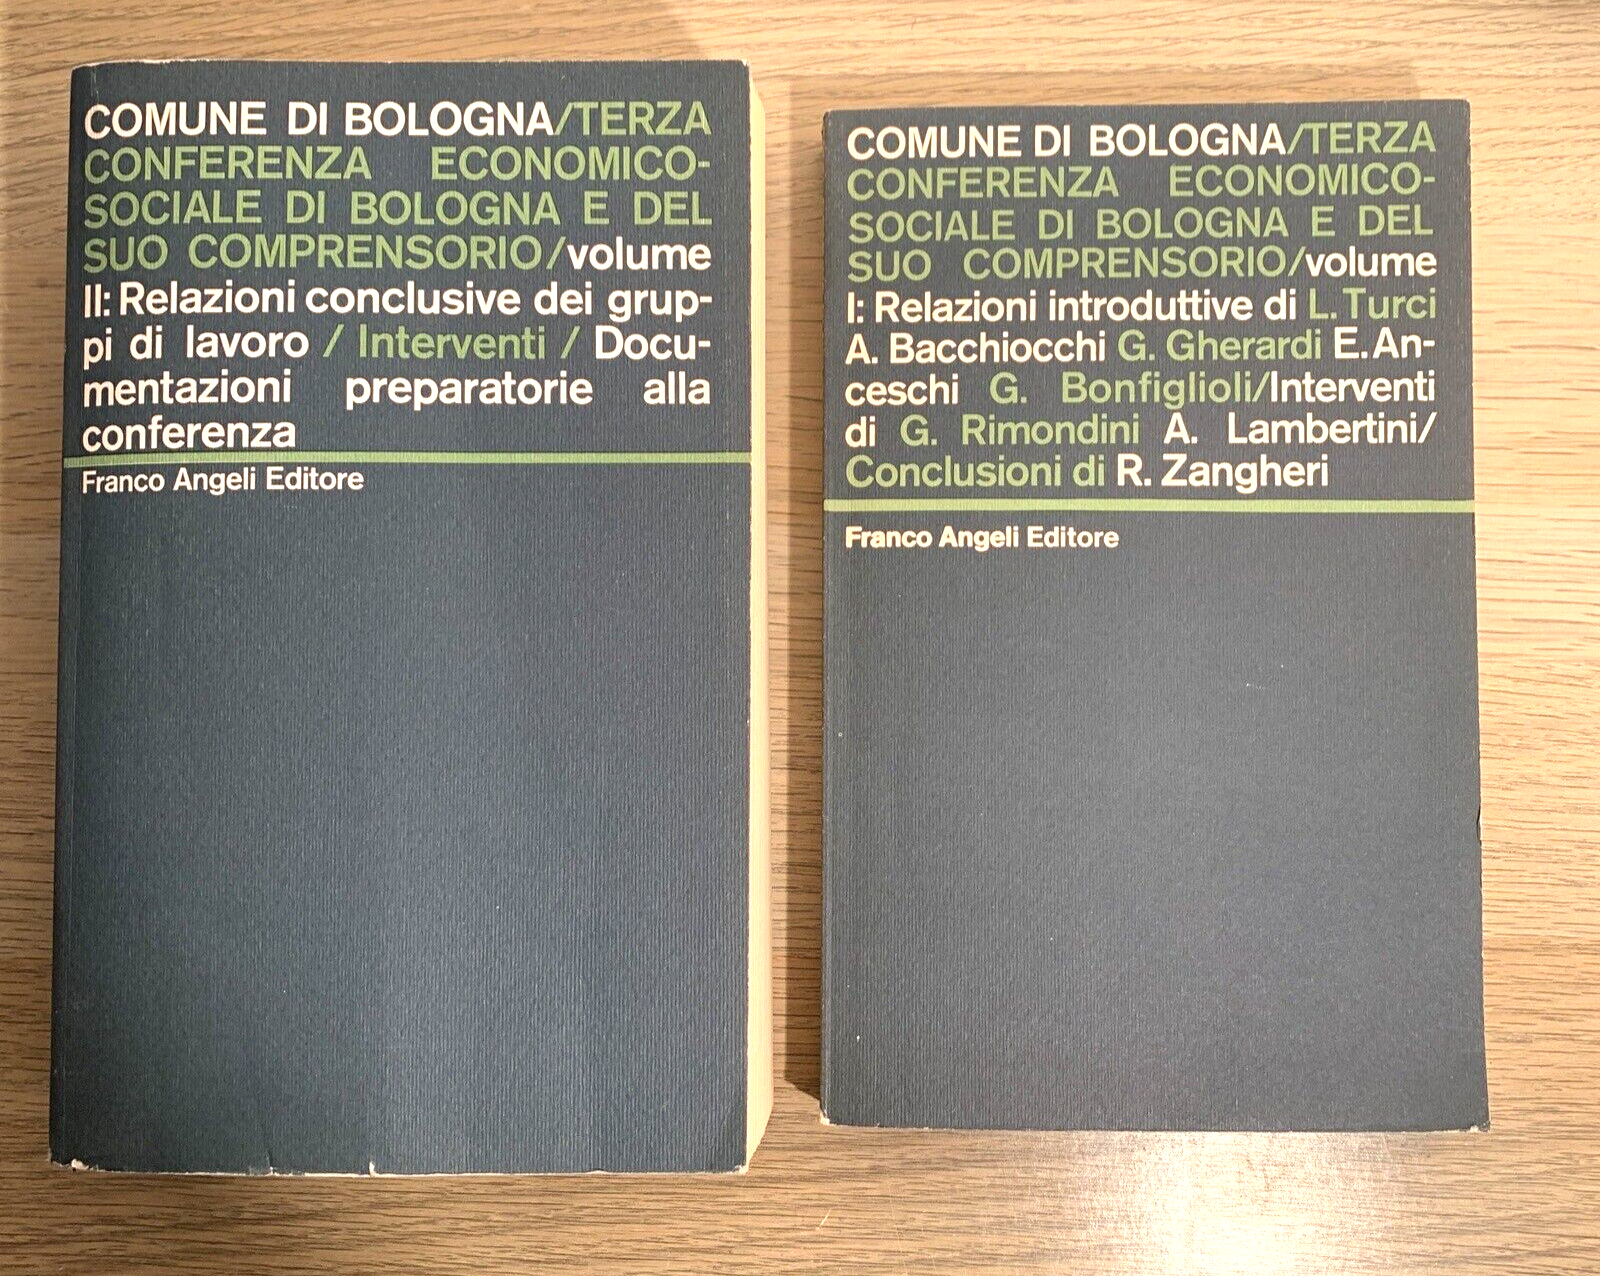 COMUNE DI BOLOGNA/TERZA
CONFERENZA ECONOMICO-
SOCIALE DI BOLOGNA E DEL
SUO COMPRENSORIO/volume
II: Relazioni conclusive dei grup-
pi di lavoro / Interventi / Docu-
mentazioni preparatorie alla
conferenza
Franco Angeli Editore
COMUNE DI BOLOGNA/TERZA
CONFERENZA ECONOMICO-
SOCIALE DI BOLOGNA E DEL
SUO COMPRENSORIO/volume
I: Relazioni introduttive di L. Turci
A. Bacchiocchi G. Gherardi E. An-
ceschi G. Bonfiglioli/Interventi
di G. Rimondini A. Lambertini/
Conclusioni di R. Zangheri
Franco Angeli Editore